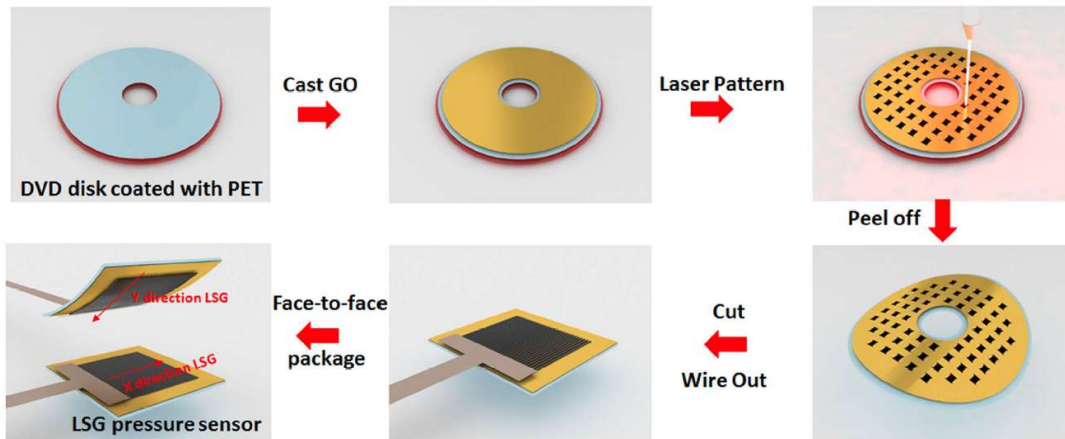 Cast GO
Laser Pattern
DVD disk coated with PET
Peel off
Y direction LSG
X direction LSG
LSG pressure sensor
Face-to-face
package
Cut
Wire Out